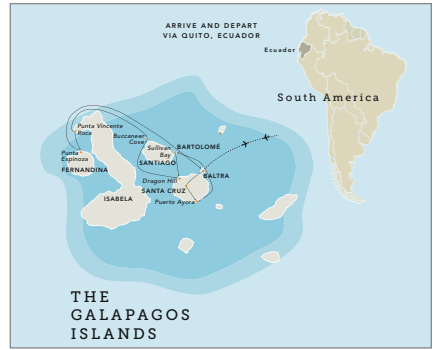 ARRIVE AND DEPART
VIA QUITO, ECUADOR
Ecuador
South America
Punta Vincente
Roca
Buccaneer
Cove
Sullivan
Bay
BARTOLOMÉ
SANTIAGO
Punta
Espinoza
FERNANDINA
Dragon Hill
BALTRA
SANTA CRUZ
ISABELA
Puerto Ayora
THE
GALAPAGOS
ISLANDS